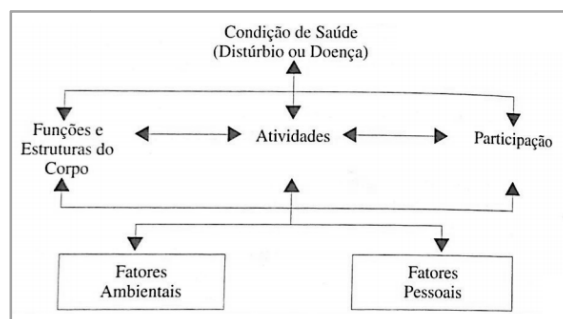 Condição de Saúde
(Distúrbio ou Doença)
Funções e
Estruturas do
Corpo
Atividades
Participação
Fatores
Ambientais
Fatores
Pessoais